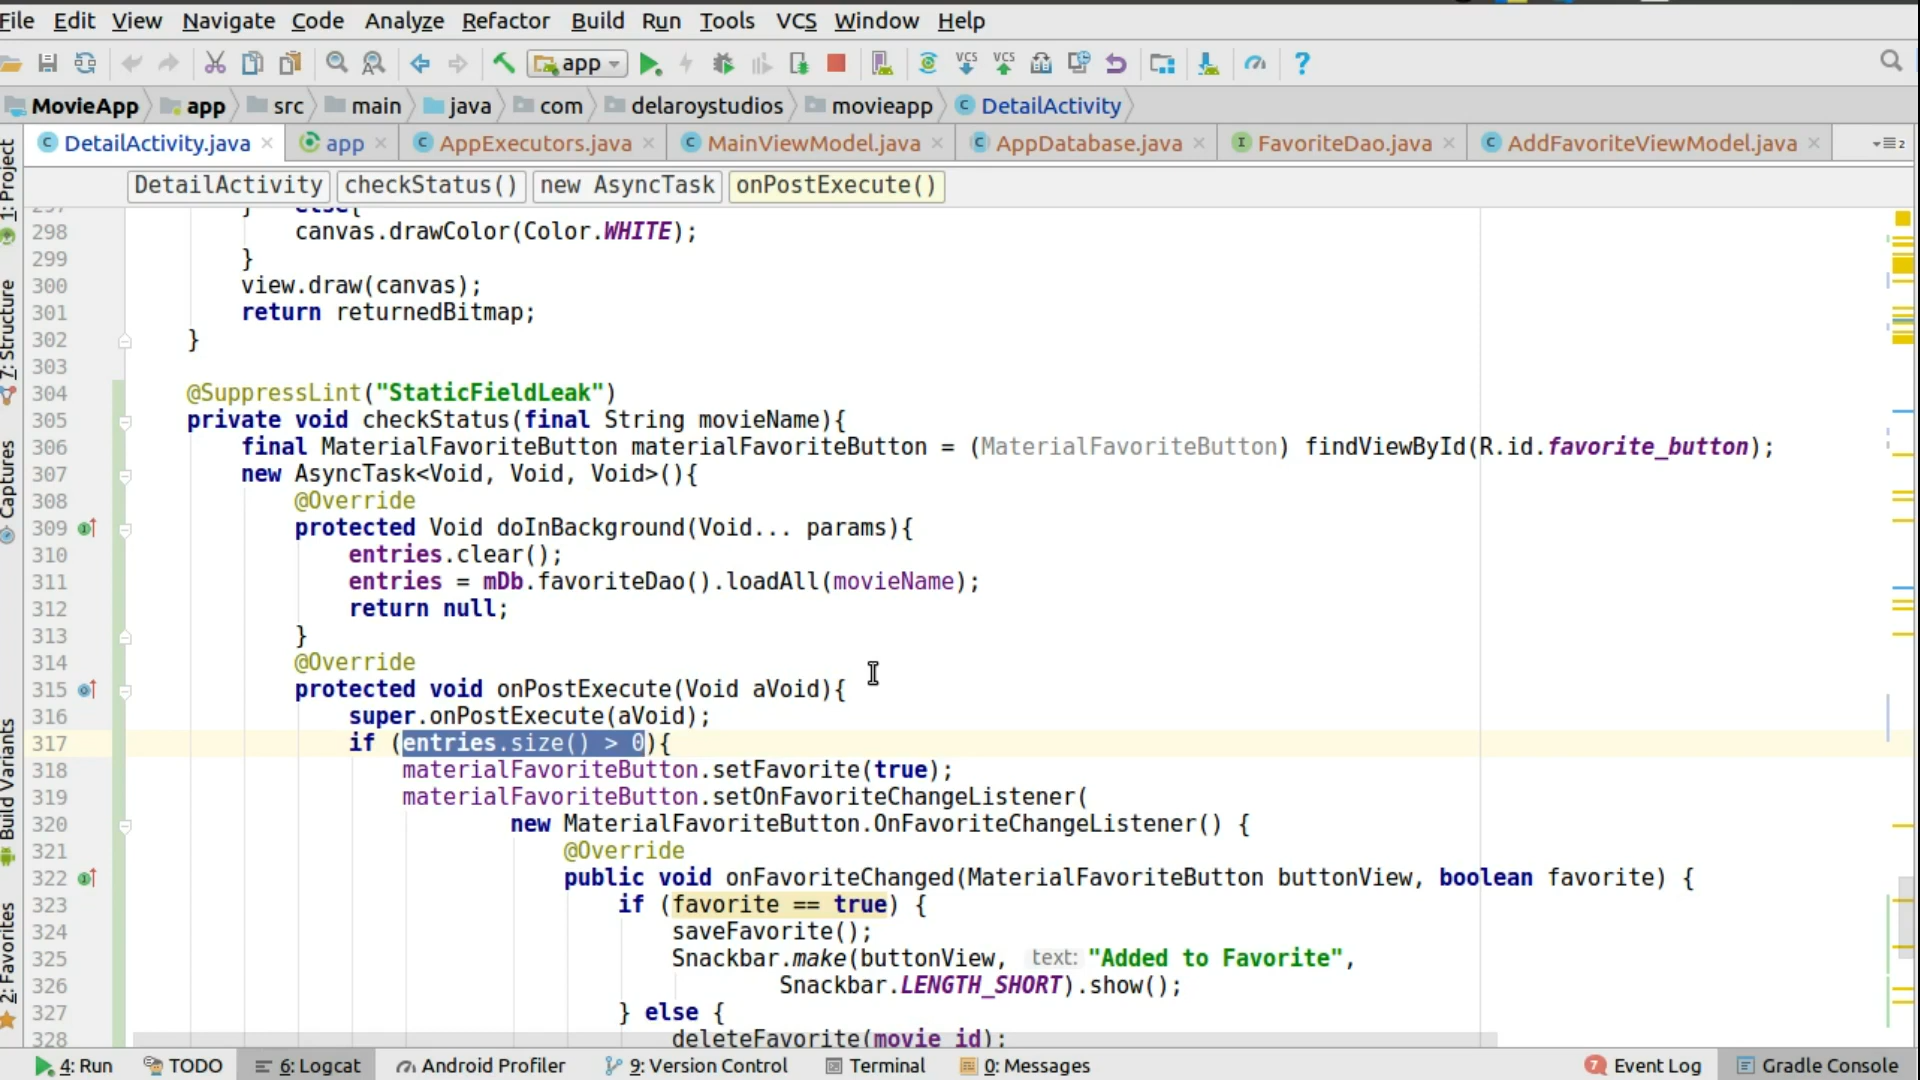 File Edit View Navigate Code Analyze Refactor Build Run Tools VCS Window Help
app VCS VCS ?
MovieApp app src main java com delaroystudios movieapp DetailActivity
DetailActivity.java app AppExecutors.java MainViewModel.java AppDatabase.java FavoriteDao.java AddFavoriteViewModel.java
DetailActivity checkStatus() new AsyncTask onPostExecute()
1: Project
7: Structure
Captures
Build Variants
2: Favorites
297 } else{
298 canvas.drawColor(Color.WHITE);
299 }
300 view.draw(canvas);
301 return returnedBitmap;
302 }
303
304 @SuppressLint("StaticFieldLeak")
305 private void checkStatus(final String movieName){
306 final MaterialFavoriteButton materialFavoriteButton = (MaterialFavoriteButton) findViewById(R.id.favorite_button);
307 new AsyncTask<Void, Void, Void>(){
308 @Override
309 protected Void doInBackground(Void... params){
310 entries.clear();
311 entries = mDb.favoriteDao().loadAll(movieName);
312 return null;
313 }
314 @Override
315 protected void onPostExecute(Void aVoid){
316 super.onPostExecute(aVoid);
317 if (entries.size() > 0){
318 materialFavoriteButton.setFavorite(true);
319 materialFavoriteButton.setOnFavoriteChangeListener(
320 new MaterialFavoriteButton.OnFavoriteChangeListener() {
321 @Override
322 public void onFavoriteChanged(MaterialFavoriteButton buttonView, boolean favorite) {
323 if (favorite == true) {
324 saveFavorite();
325 Snackbar.make(buttonView, text: "Added to Favorite",
326 Snackbar.LENGTH_SHORT).show();
327 } else {
328 deleteFavorite(movie_id);
4: Run TODO 6: Logcat Android Profiler 9: Version Control Terminal 0: Messages 7 Event Log Gradle Console